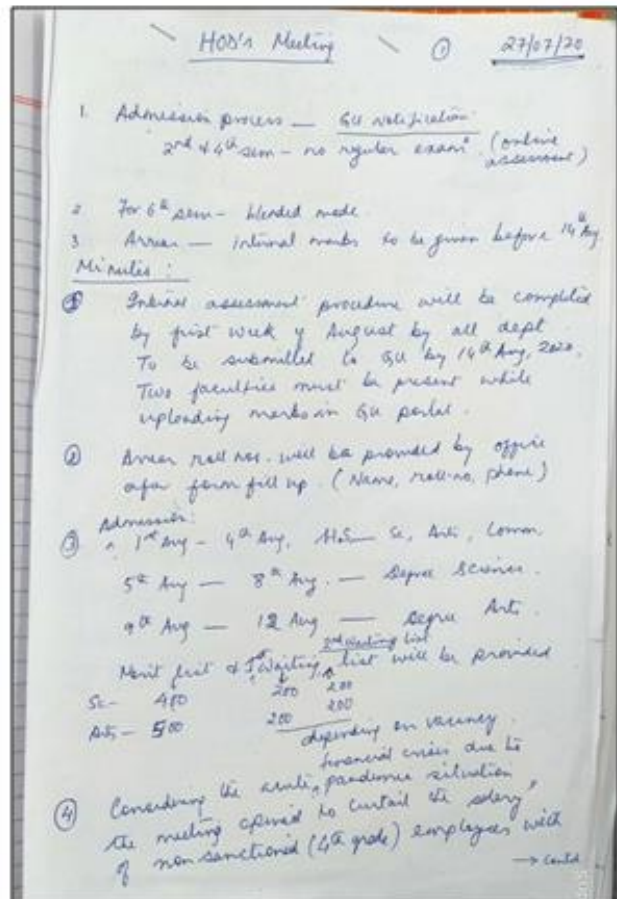 HOD's Meeting ① 27/07/20
1. Admission process — GU notification
2nd & 4th sem - no regular exam. (online
assessment)
2 For 6th sem - blended mode.
3 Arrear — internal marks to be given before 14th Aug.
Minutes :
① Internal assessment procedure will be completed
by first week of August by all dept
To be submitted to GU by 14th Aug, 2020.
Two faculties must be present while
uploading marks in GU portal.
② Arrear roll nos. will be provided by office
after form fill up. (Name, roll-no, phone)
Admission:
③ 1st Aug - 4th Aug, H.S. — Sc, Arts, Comm
5th Aug — 8th Aug. — Degree Science.
9th Aug — 12 Aug — Degree Arts.
2nd waiting list
Merit list & 1st Waiting list will be provided
Sc - 400 200 200
Arts - 500 200 200
depending on vacancy.
financial crises due to
④ Considering the acute, pandemic situation
the meeting opined to curtail the salary,
of non sanctioned (4th grade) employees with
→ contd